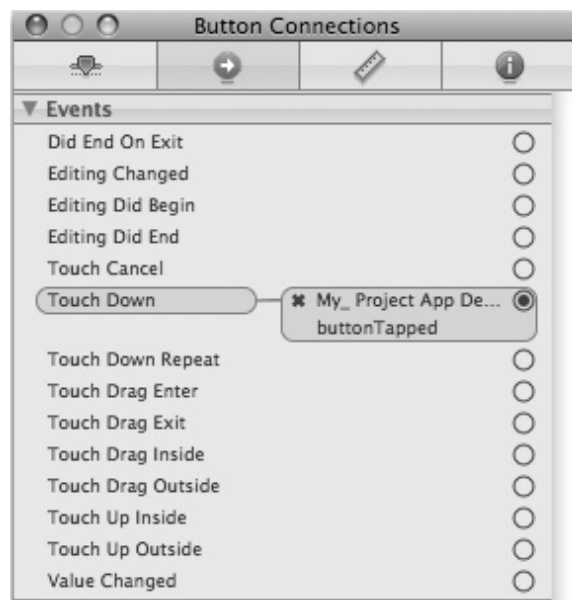 Button Connections
Events
Did End On Exit
Editing Changed
Editing Did Begin
Editing Did End
Touch Cancel
Touch Down
My_ Project App De...
buttonTapped
Touch Down Repeat
Touch Drag Enter
Touch Drag Exit
Touch Drag Inside
Touch Drag Outside
Touch Up Inside
Touch Up Outside
Value Changed